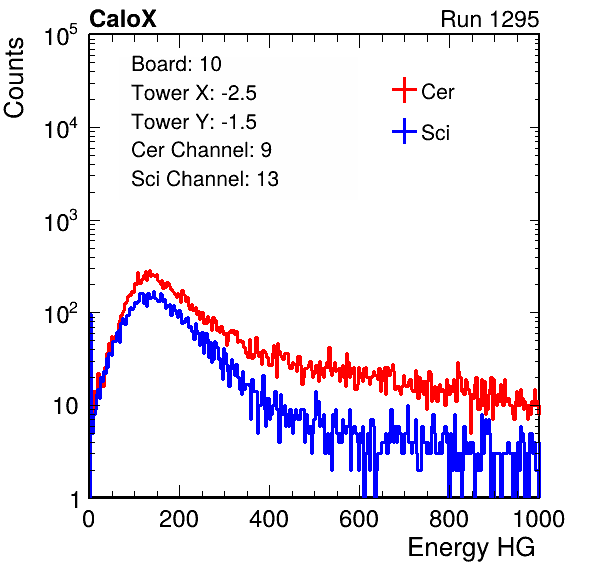 CaloX Run 1295
Counts
10^5
10^4
10^3
10^2
10
1
Board: 10
Tower X: -2.5
Tower Y: -1.5
Cer Channel: 9
Sci Channel: 13
Cer
Sci
0 200 400 600 800 1000
Energy HG